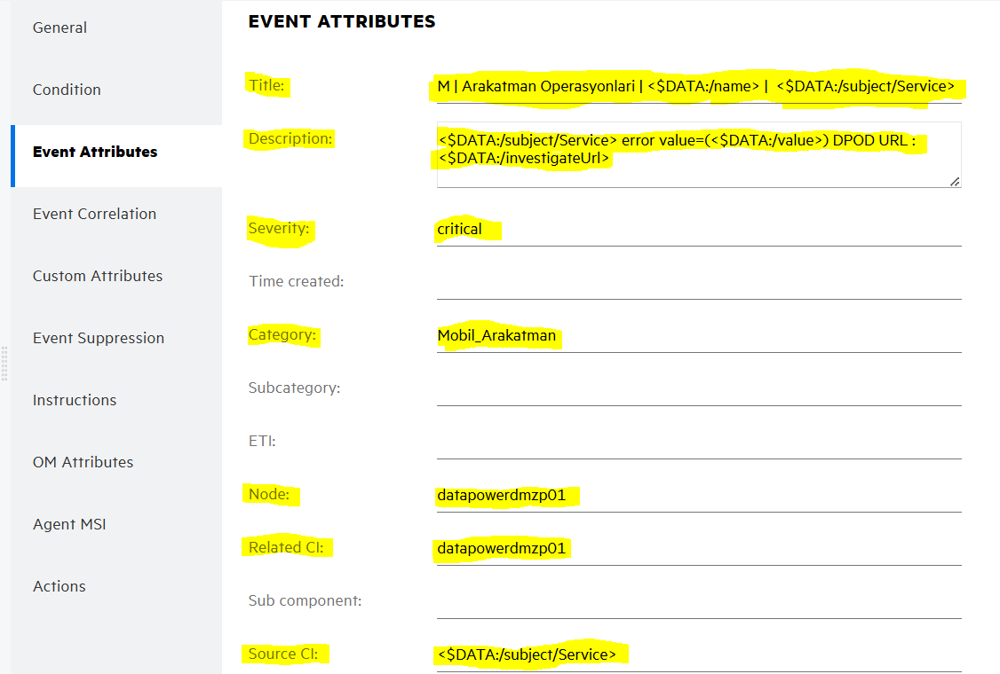 General
Condition
Event Attributes
Event Correlation
Custom Attributes
Event Suppression
Instructions
OM Attributes
Agent MSI
Actions
EVENT ATTRIBUTES
Title: M | Arakatman Operasyonlari | <$DATA:/name> | <$DATA:/subject/Service>
Description: <$DATA:/subject/Service> error value=(<$DATA:/value>) DPOD URL :
<$DATA:/investigateUrl>
Severity: critical
Time created:
Category: Mobil_Arakatman
Subcategory:
ETI:
Node: datapowerdmzp01
Related CI: datapowerdmzp01
Sub component:
Source CI: <$DATA:/subject/Service>